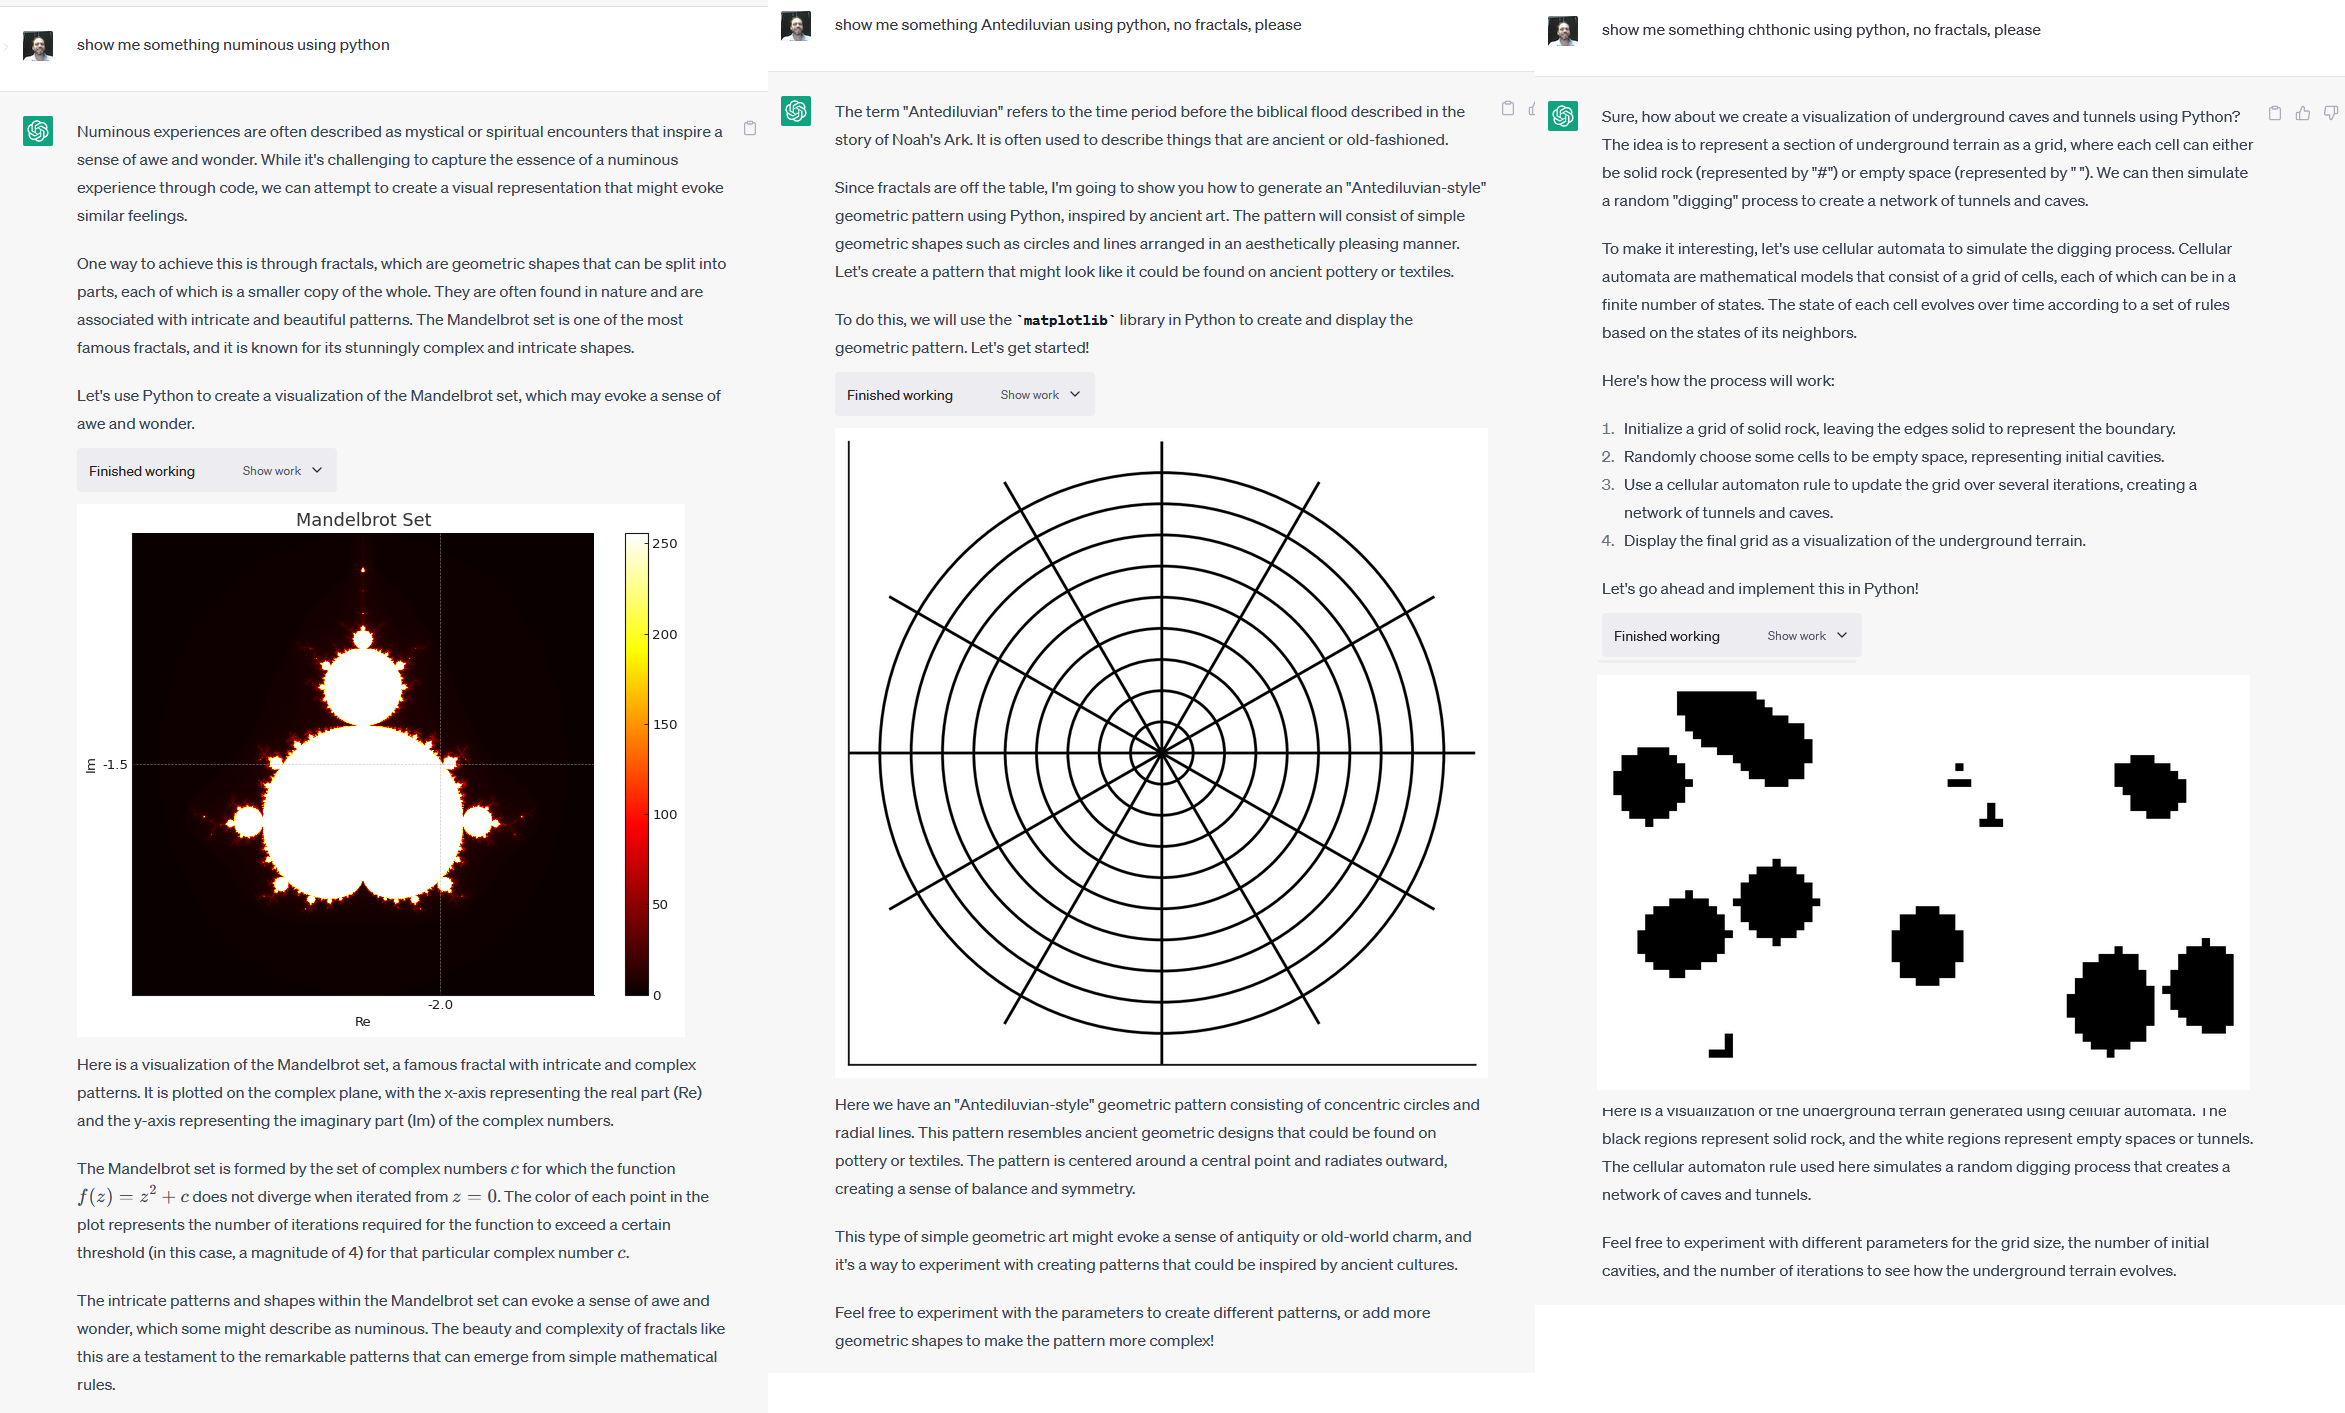 show me something numinous using python
Numinous experiences are often described as mystical or spiritual encounters that inspire a
sense of awe and wonder. While it's challenging to capture the essence of a numinous
experience through code, we can attempt to create a visual representation that might evoke
similar feelings.
One way to achieve this is through fractals, which are geometric shapes that can be split into
parts, each of which is a smaller copy of the whole. They are often found in nature and are
associated with intricate and beautiful patterns. The Mandelbrot set is one of the most
famous fractals, and it is known for its stunningly complex and intricate shapes.
Let's use Python to create a visualization of the Mandelbrot set, which may evoke a sense of
awe and wonder.
Finished working Show work
Mandelbrot Set
250
200
150
100
50
0
Im
-1.5
-2.0
Re
Here is a visualization of the Mandelbrot set, a famous fractal with intricate and complex
patterns. It is plotted on the complex plane, with the x-axis representing the real part (Re)
and the y-axis representing the imaginary part (Im) of the complex numbers.
The Mandelbrot set is formed by the set of complex numbers c for which the function
f(z) = z² + c does not diverge when iterated from z = 0. The color of each point in the
plot represents the number of iterations required for the function to exceed a certain
threshold (in this case, a magnitude of 4) for that particular complex number c.
The intricate patterns and shapes within the Mandelbrot set can evoke a sense of awe and
wonder, which some might describe as numinous. The beauty and complexity of fractals like
this are a testament to the remarkable patterns that can emerge from simple mathematical
rules.
show me something Antediluvian using python, no fractals, please
The term "Antediluvian" refers to the time period before the biblical flood described in the
story of Noah's Ark. It is often used to describe things that are ancient or old-fashioned.
Since fractals are off the table, I'm going to show you how to generate an "Antediluvian-style"
geometric pattern using Python, inspired by ancient art. The pattern will consist of simple
geometric shapes such as circles and lines arranged in an aesthetically pleasing manner.
Let's create a pattern that might look like it could be found on ancient pottery or textiles.
To do this, we will use the `matplotlib` library in Python to create and display the
geometric pattern. Let's get started!
Finished working Show work
Here we have an "Antediluvian-style" geometric pattern consisting of concentric circles and
radial lines. This pattern resembles ancient geometric designs that could be found on
pottery or textiles. The pattern is centered around a central point and radiates outward,
creating a sense of balance and symmetry.
This type of simple geometric art might evoke a sense of antiquity or old-world charm, and
it's a way to experiment with creating patterns that could be inspired by ancient cultures.
Feel free to experiment with the parameters to create different patterns, or add more
geometric shapes to make the pattern more complex!
show me something chthonic using python, no fractals, please
Sure, how about we create a visualization of underground caves and tunnels using Python?
The idea is to represent a section of underground terrain as a grid, where each cell can either
be solid rock (represented by "#") or empty space (represented by " "). We can then simulate
a random "digging" process to create a network of tunnels and caves.
To make it interesting, let's use cellular automata to simulate the digging process. Cellular
automata are mathematical models that consist of a grid of cells, each of which can be in a
finite number of states. The state of each cell evolves over time according to a set of rules
based on the states of its neighbors.
Here's how the process will work:
1. Initialize a grid of solid rock, leaving the edges solid to represent the boundary.
2. Randomly choose some cells to be empty space, representing initial cavities.
3. Use a cellular automaton rule to update the grid over several iterations, creating a
network of tunnels and caves.
4. Display the final grid as a visualization of the underground terrain.
Let's go ahead and implement this in Python!
Finished working Show work
Here is a visualization of the underground terrain generated using cellular automata. The
black regions represent solid rock, and the white regions represent empty spaces or tunnels.
The cellular automaton rule used here simulates a random digging process that creates a
network of caves and tunnels.
Feel free to experiment with different parameters for the grid size, the number of initial
cavities, and the number of iterations to see how the underground terrain evolves.